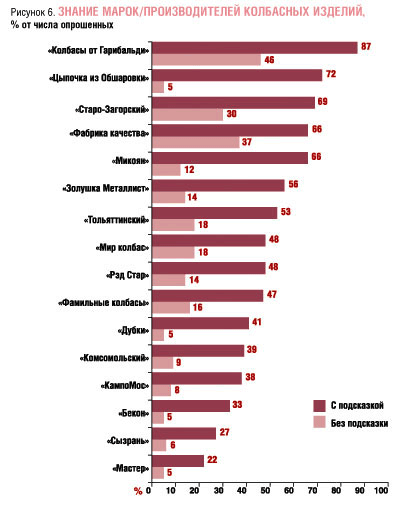 Рисунок 6. ЗНАНИЕ МАРОК/ПРОИЗВОДИТЕЛЕЙ КОЛБАСНЫХ ИЗДЕЛИЙ,
% от числа опрошенных
«Колбасы от Гарибальди» 87
46
«Цыпочка из Обшаровки» 72
5
«Старо-Загорский» 69
30
«Фабрика качества» 66
37
«Микоян» 66
12
«Золушка Металлист» 56
14
«Тольяттинский» 53
18
«Мир колбас» 48
18
«Рэд Стар» 48
14
«Фамильные колбасы» 47
16
«Дубки» 41
5
«Комсомольский» 39
9
«КампоМос» 38
8
«Бекон» 33
5
«Сызрань» 27
6
«Мастер» 22
5
С подсказкой
Без подсказки
% 0 10 20 30 40 50 60 70 80 90 100